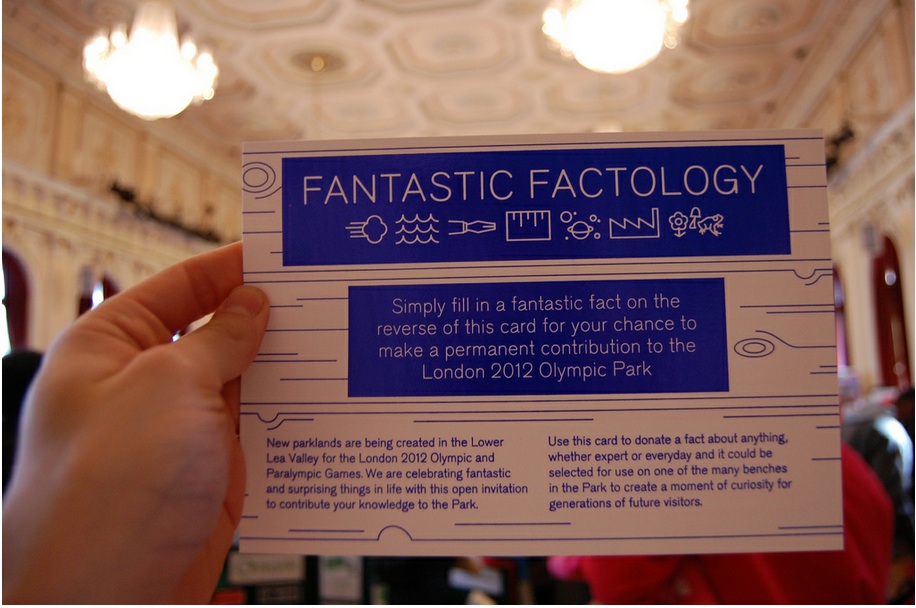 FANTASTIC FACTOLOGY
Simply fill in a fantastic fact on the
reverse of this card for your chance to
make a permanent contribution to the
London 2012 Olympic Park
New parklands are being created in the Lower
Lea Valley for the London 2012 Olympic and
Paralympic Games. We are celebrating fantastic
and surprising things in life with this open invitation
to contribute your knowledge to the Park.
Use this card to donate a fact about anything,
whether expert or everyday and it could be
selected for use on one of the many benches
in the Park to create a moment of curiosity for
generations of future visitors.